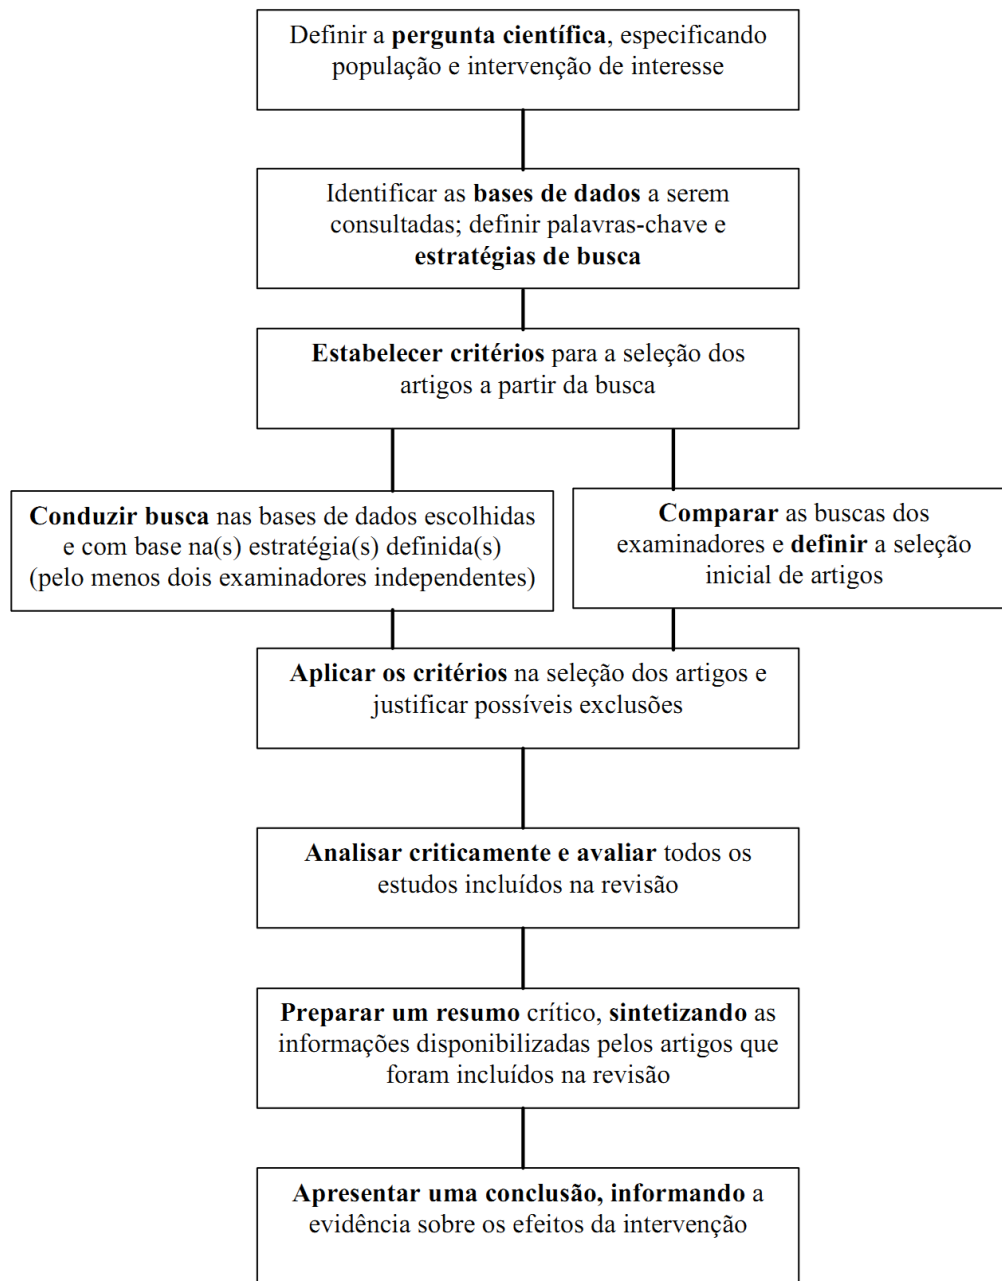 Definir a pergunta científica, especificando
população e intervenção de interesse
Identificar as bases de dados a serem
consultadas; definir palavras-chave e
estratégias de busca
Estabelecer critérios para a seleção dos
artigos a partir da busca
Conduzir busca nas bases de dados escolhidas
e com base na(s) estratégia(s) definida(s)
(pelo menos dois examinadores independentes)
Comparar as buscas dos
examinadores e definir a seleção
inicial de artigos
Aplicar os critérios na seleção dos artigos e
justificar possíveis exclusões
Analisar criticamente e avaliar todos os
estudos incluídos na revisão
Preparar um resumo crítico, sintetizando as
informações disponibilizadas pelos artigos que
foram incluídos na revisão
Apresentar uma conclusão, informando a
evidência sobre os efeitos da intervenção